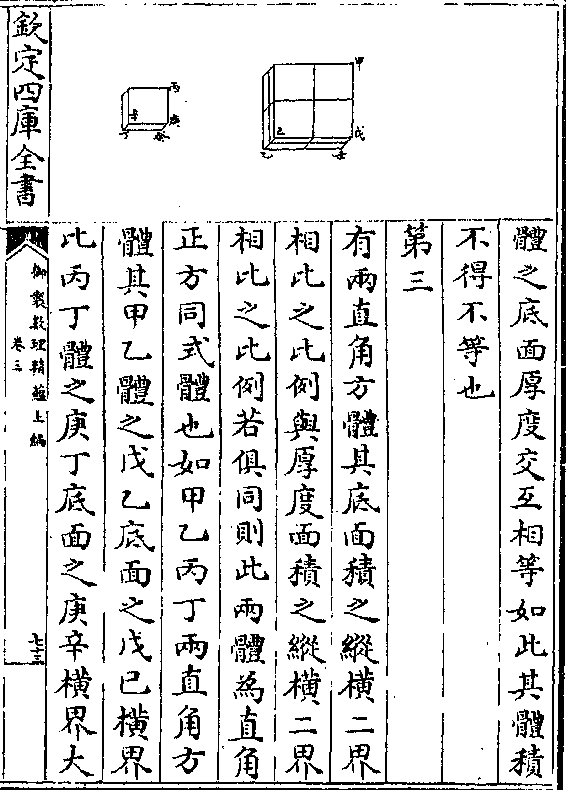 體之底面厚度交互相等如此其體積
不得不等也
第三
有兩直角方體其底面積之縱橫二界
相比之比例與厚度面積之縱橫二界
相比之比例若俱同則此兩體為直角
正方同式體也如甲乙丙丁兩直角方
體其甲乙體之戊乙底面之戊己橫界
比丙丁體之庚丁底面之庚辛橫界大
甲
戊
己
乙
壬
丙
庚
辛
丁
癸
欽定四庫全書
御製數理精藴上編
卷三
七十三